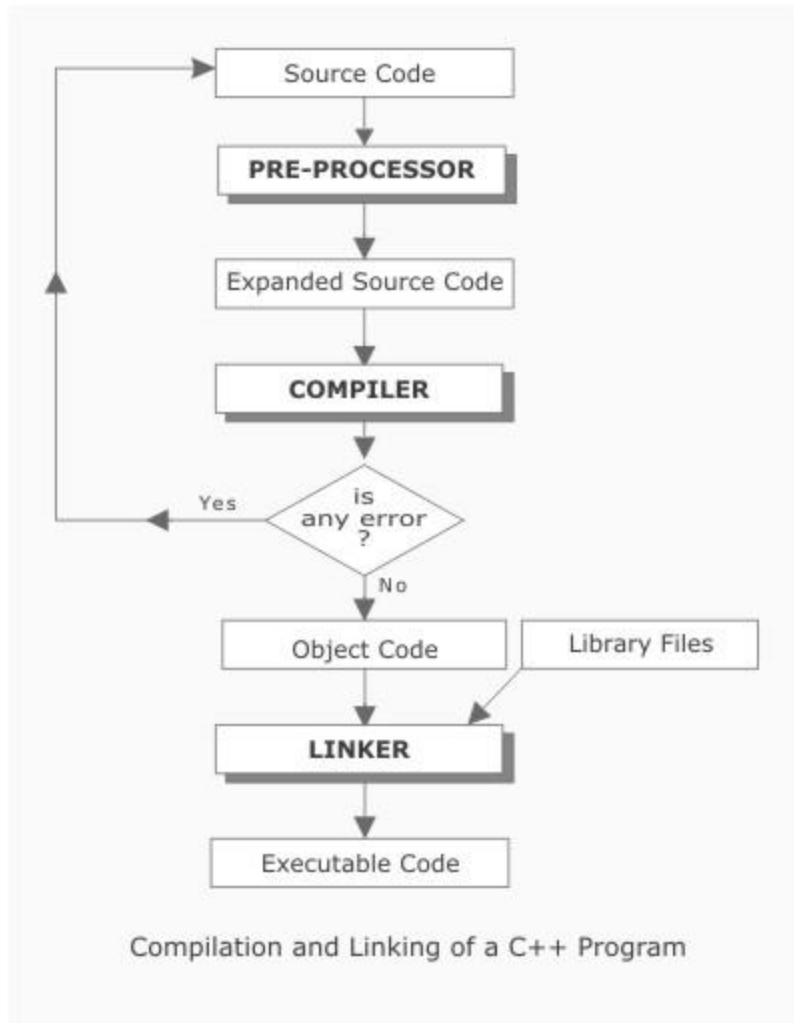 Source Code
PRE-PROCESSOR
Expanded Source Code
COMPILER
is
any error
?
Yes
No
Object Code
Library Files
LINKER
Executable Code
Compilation and Linking of a C++ Program